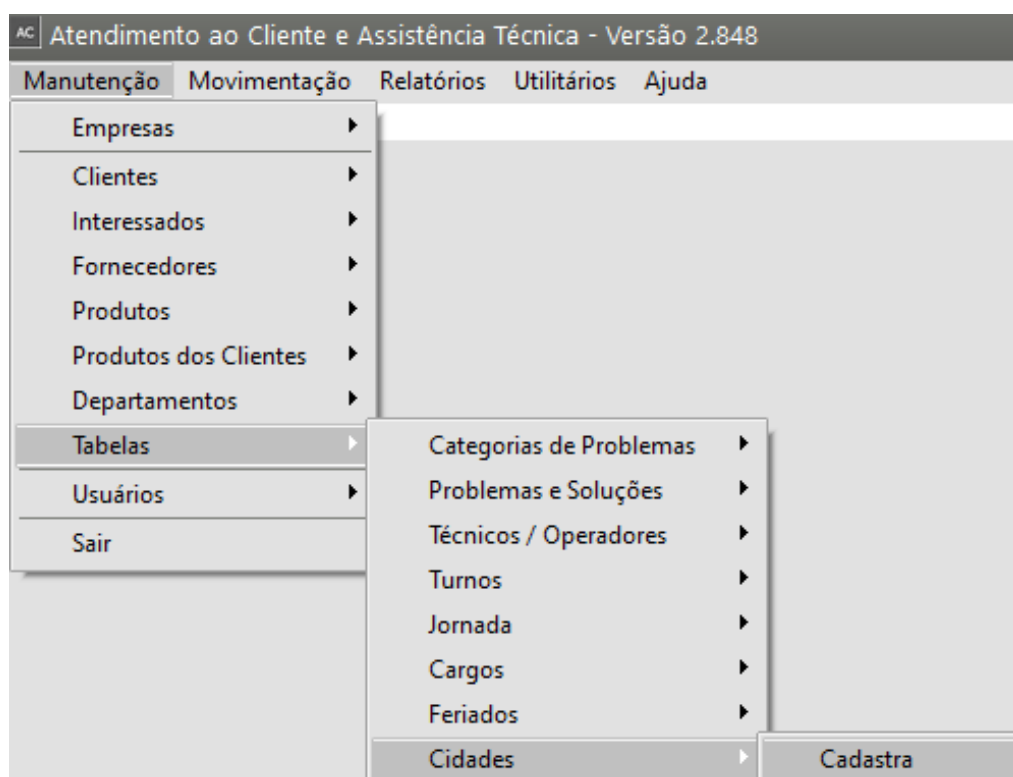 AC Atendimento ao Cliente e Assistência Técnica - Versão 2.848
Manutenção Movimentação Relatórios Utilitários Ajuda
Empresas
Clientes
Interessados
Fornecedores
Produtos
Produtos dos Clientes
Departamentos
Tabelas
Usuários
Sair
Categorias de Problemas
Problemas e Soluções
Técnicos / Operadores
Turnos
Jornada
Cargos
Feriados
Cidades
Cadastra